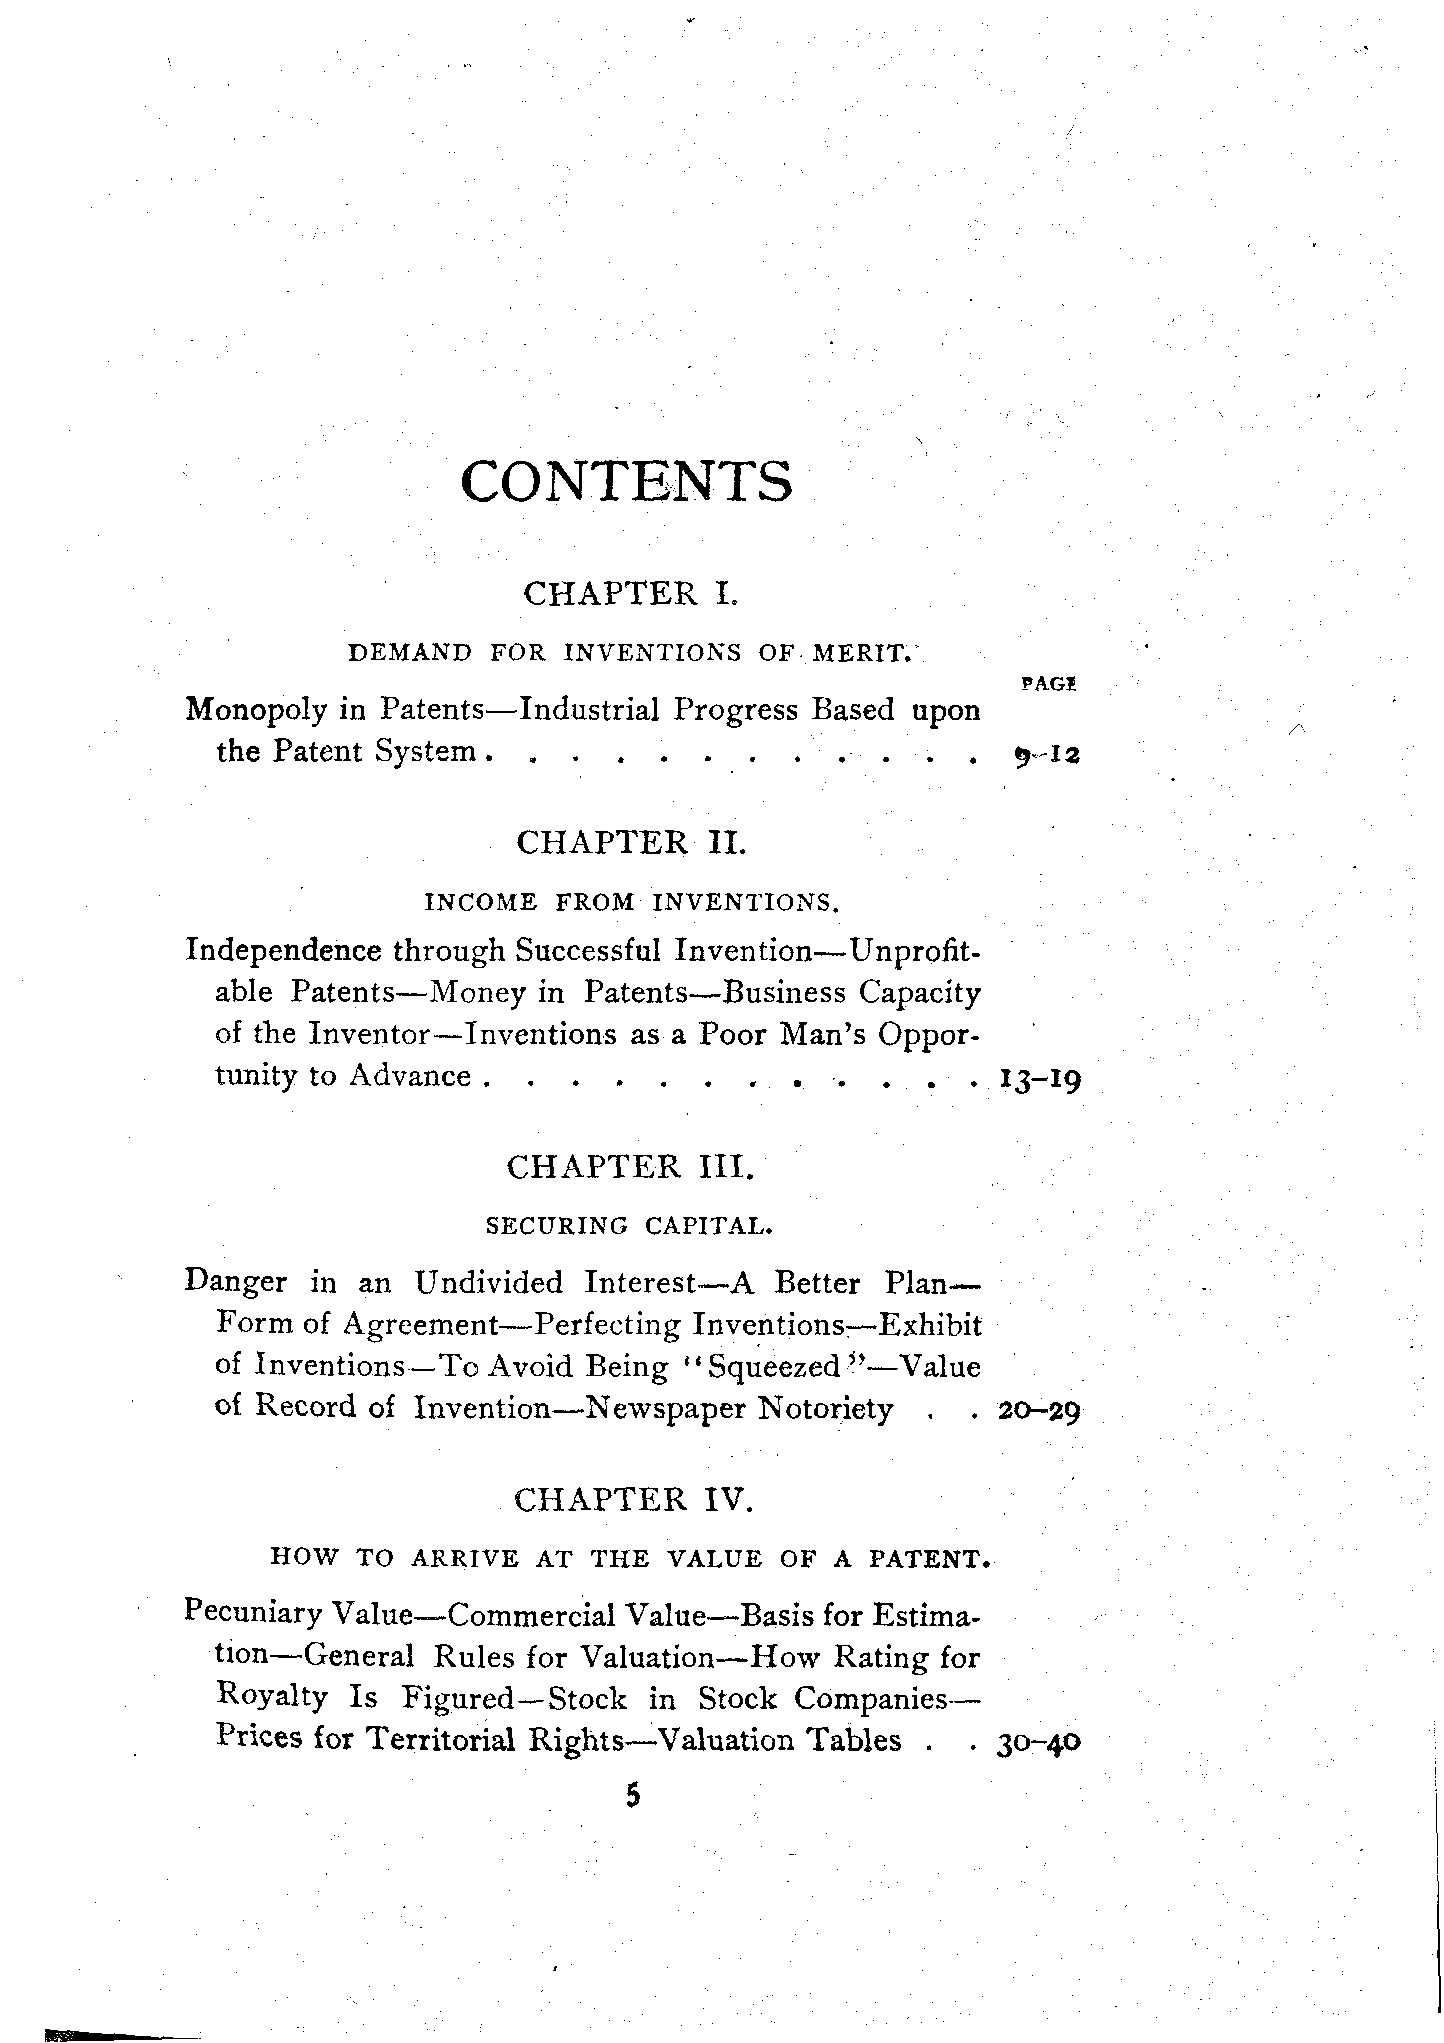 CONTENTS
CHAPTER I.
DEMAND FOR INVENTIONS OF MERIT.
PAGE
Monopoly in Patents—Industrial Progress Based upon
the Patent System . . . . . . . . . . . . 9-12
CHAPTER II.
INCOME FROM INVENTIONS.
Independence through Successful Invention—Unprofit-
able Patents—Money in Patents—Business Capacity
of the Inventor—Inventions as a Poor Man's Oppor-
tunity to Advance . . . . . . . . . . . . 13-19
CHAPTER III.
SECURING CAPITAL.
Danger in an Undivided Interest—A Better Plan—
Form of Agreement—Perfecting Inventions—Exhibit
of Inventions—To Avoid Being "Squeezed"—Value
of Record of Invention—Newspaper Notoriety . . 20-29
CHAPTER IV.
HOW TO ARRIVE AT THE VALUE OF A PATENT.
Pecuniary Value—Commercial Value—Basis for Estima-
tion—General Rules for Valuation—How Rating for
Royalty Is Figured—Stock in Stock Companies—
Prices for Territorial Rights—Valuation Tables . . 30-40
5